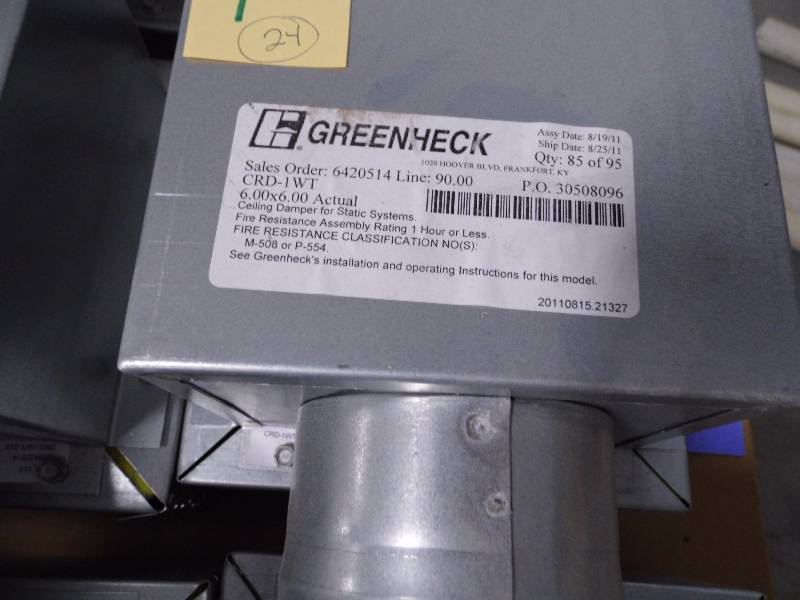 24
GREENHECK
Assy Date: 8/19/11
Ship Date: 8/25/11
Qty: 85 of 95
1020 HOOVER BLVD, FRANKFORT, KY
Sales Order: 6420514 Line: 90.00
P.O. 30508096
CRD-1WT
6.00x6.00 Actual
Ceiling Damper for Static Systems.
Fire Resistance Assembly Rating 1 Hour or Less.
FIRE RESISTANCE CLASSIFICATION NO(S):
M-508 or P-554.
See Greenheck's installation and operating Instructions for this model.
20110815.21327
CRD-1WT